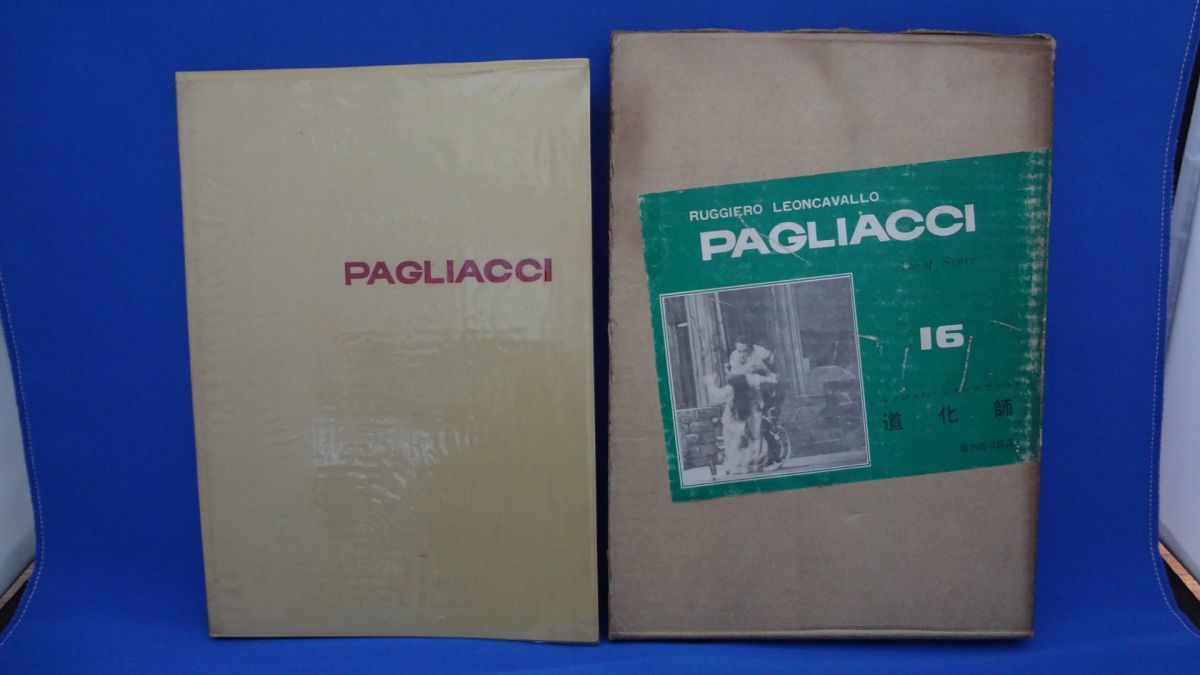 PAGLIACCI
RUGGIERO LEONCAVALLO
PAGLIACCI
Vocal Score
16
道化師